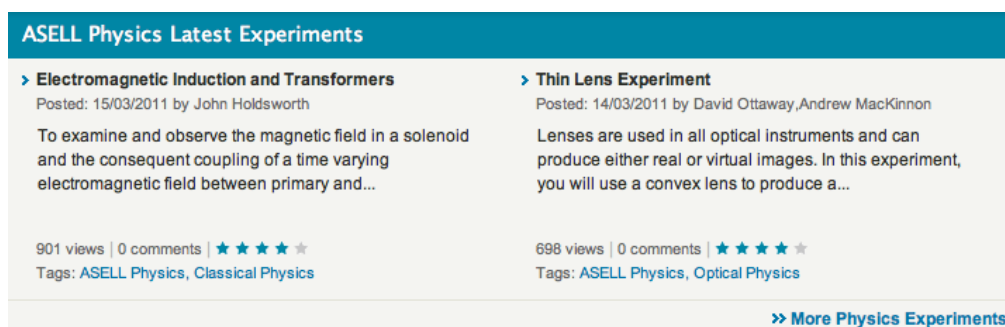 ASELL Physics Latest Experiments
Electromagnetic Induction and Transformers
Posted: 15/03/2011 by John Holdsworth
To examine and observe the magnetic field in a solenoid
and the consequent coupling of a time varying
electromagnetic field between primary and...
901 views | 0 comments |
Tags: ASELL Physics, Classical Physics
Thin Lens Experiment
Posted: 14/03/2011 by David Ottaway,Andrew MacKinnon
Lenses are used in all optical instruments and can
produce either real or virtual images. In this experiment,
you will use a convex lens to produce a...
698 views | 0 comments |
Tags: ASELL Physics, Optical Physics
More Physics Experiments